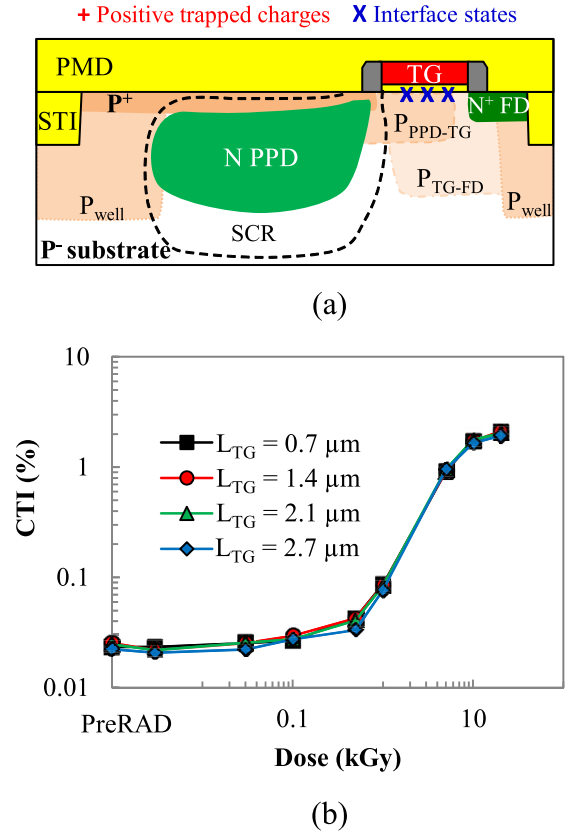 + Positive trapped charges X Interface states
PMD
TG
P+
STI
N+ FD
N PPD
PPPD-TG
PTG-FD
Pwell
Pwell
SCR
P- substrate
(a)
10
1
0.1
0.01
CTI (%)
LTG = 0.7 µm
LTG = 1.4 µm
LTG = 2.1 µm
LTG = 2.7 µm
PreRAD
0.1
10
Dose (kGy)
(b)